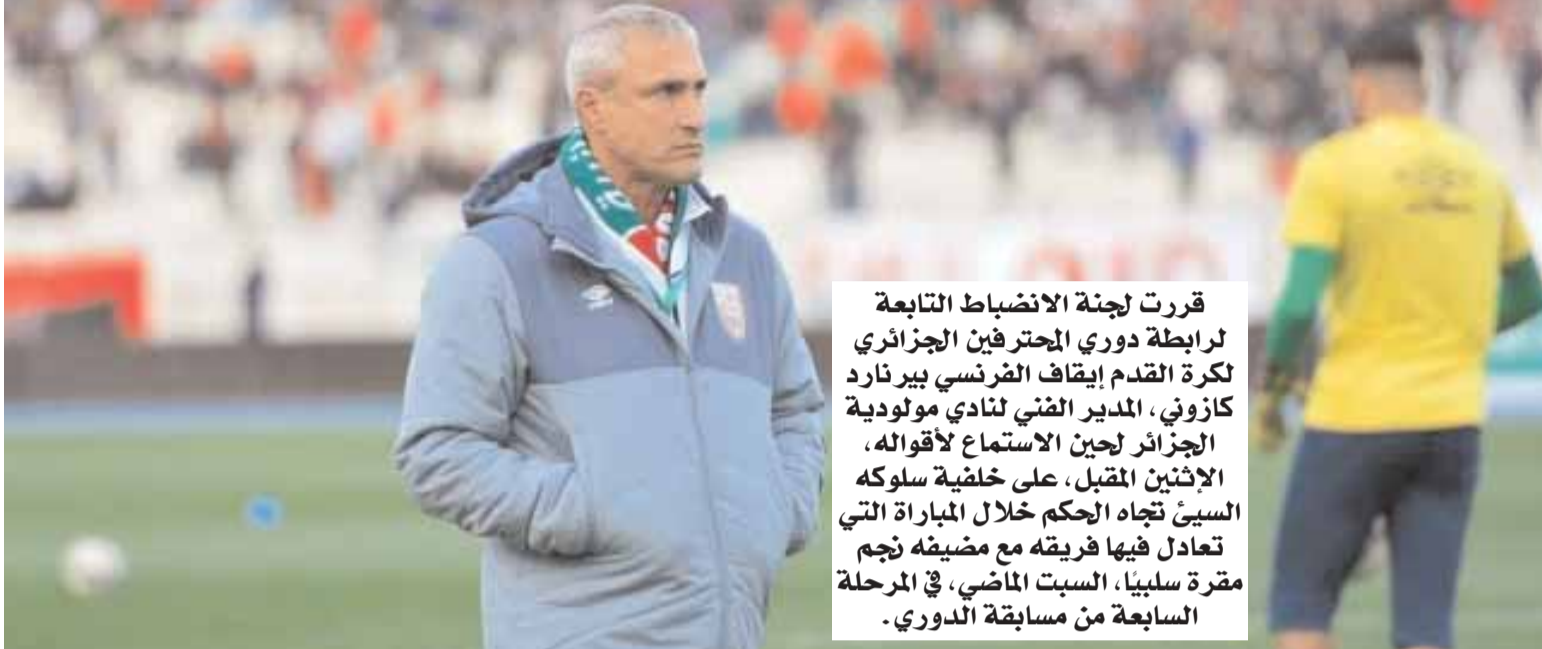 قررت لجنة الانضباط التابعة
لرابطة دوري المحترفين الجزائري
لكرة القدم إيقاف الفرنسي بيرنارد
كازوني، المدير الفني لنادي مولودية
الجزائر لحين الاستماع لأقواله،
الإثنين المقبل، على خلفية سلوكه
السيئ تجاه الحكم خلال المباراة التي
تعادل فيها فريقه مع مضيفه نجم
مقرة سلبيًا، السبت الماضي، في المرحلة
السابعة من مسابقة الدوري.